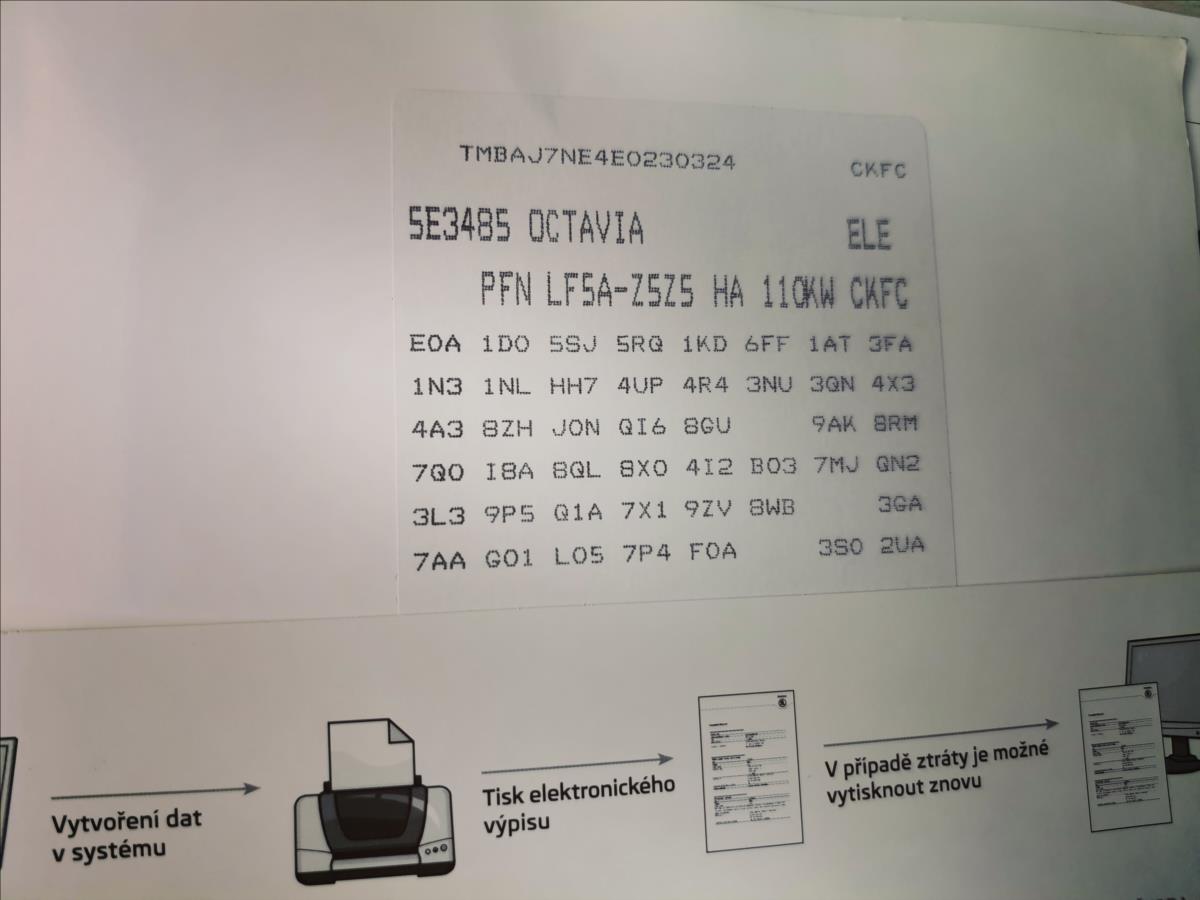 TMBAJ7NE4E0230324 CKFC
5E3485 OCTAVIA ELE
PFN LF5A-Z5Z5 HA 110KW CKFC
E0A 1D0 5SJ 5RQ 1KD 6FF 1AT 3FA
1N3 1NL HH7 4UP 4R4 3NU 3QN 4X3
4A3 8ZH J0N QI6 8GU 9AK 8RM
7Q0 I8A 8QL 8X0 4I2 B03 7MJ QN2
3L3 9P5 Q1A 7X1 9ZV 8WB 3GA
7AA G01 L05 7P4 F0A 3S0 2UA
Vytvoření dat
v systému
Tisk elektronického
výpisu
V případě ztráty je možné
vytisknout znovu